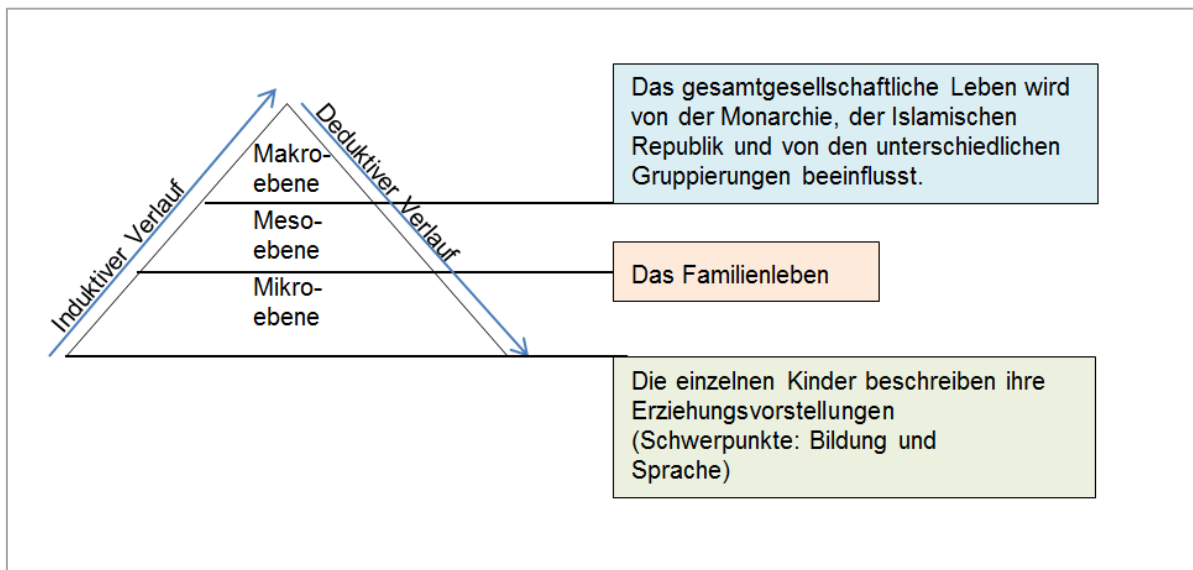 Induktiver Verlauf
Deduktiver Verlauf
Makro-
ebene
Meso-
ebene
Mikro-
ebene
Das gesamtgesellschaftliche Leben wird
von der Monarchie, der Islamischen
Republik und von den unterschiedlichen
Gruppierungen beeinflusst.
Das Familienleben
Die einzelnen Kinder beschreiben ihre
Erziehungsvorstellungen
(Schwerpunkte: Bildung und
Sprache)